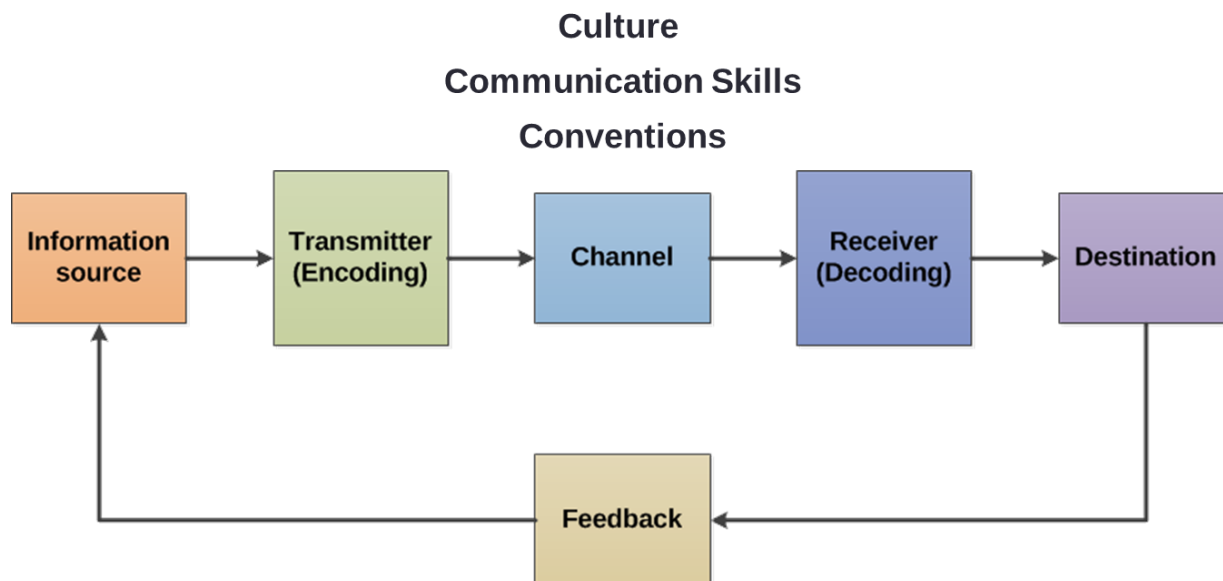 Culture
Communication Skills
Conventions
Information
source
Transmitter
(Encoding)
Channel
Receiver
(Decoding)
Destination
Feedback